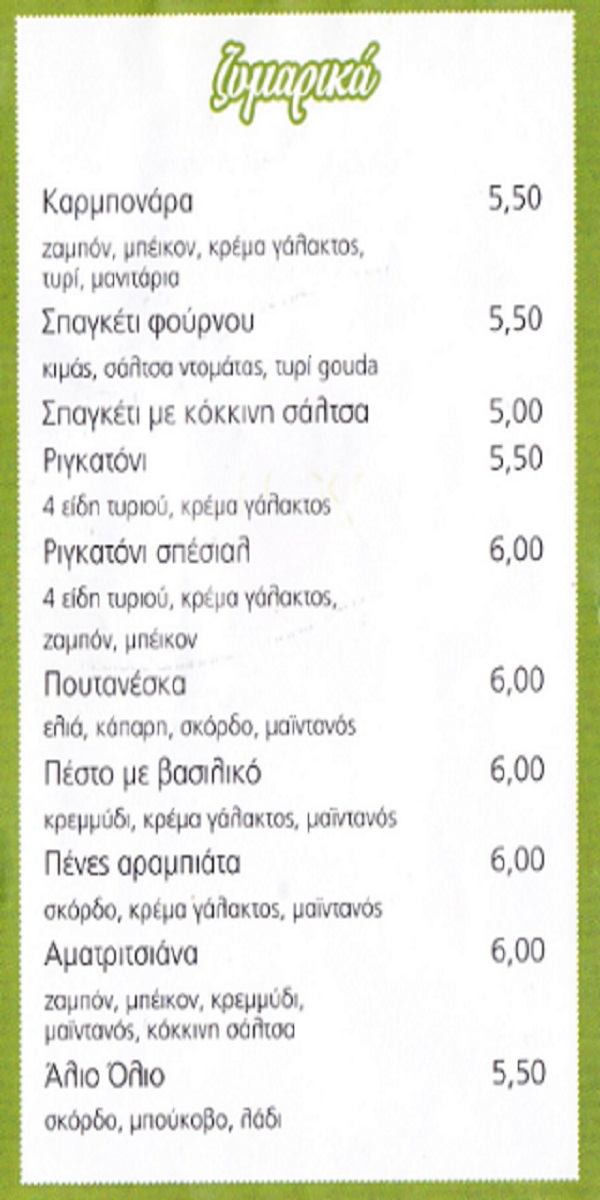 ζυμαρικά
Καρμπονάρα 5,50
ζαμπόν, μπέικον, κρέμα γάλακτος,
τυρί, μανιτάρια
Σπαγκέτι φούρνου 5,50
κιμάς, σάλτσα ντομάτας, τυρί gouda
Σπαγκέτι με κόκκινη σάλτσα 5,00
Ριγκατόνι 5,50
4 είδη τυριού, κρέμα γάλακτος
Ριγκατόνι σπέσιαλ 6,00
4 είδη τυριού, κρέμα γάλακτος,
ζαμπόν, μπέικον
Πουτανέσκα 6,00
ελιά, κάπαρη, σκόρδο, μαϊντανός
Πέστο με βασιλικό 6,00
κρεμμύδι, κρέμα γάλακτος, μαϊντανός
Πένες αραμπιάτα 6,00
σκόρδο, κρέμα γάλακτος, μαϊντανός
Αματριτσιάνα 6,00
ζαμπόν, μπέικον, κρεμμύδι,
μαϊντανός, κόκκινη σάλτσα
Άλιο Όλιο 5,50
σκόρδο, μπούκοβο, λάδι